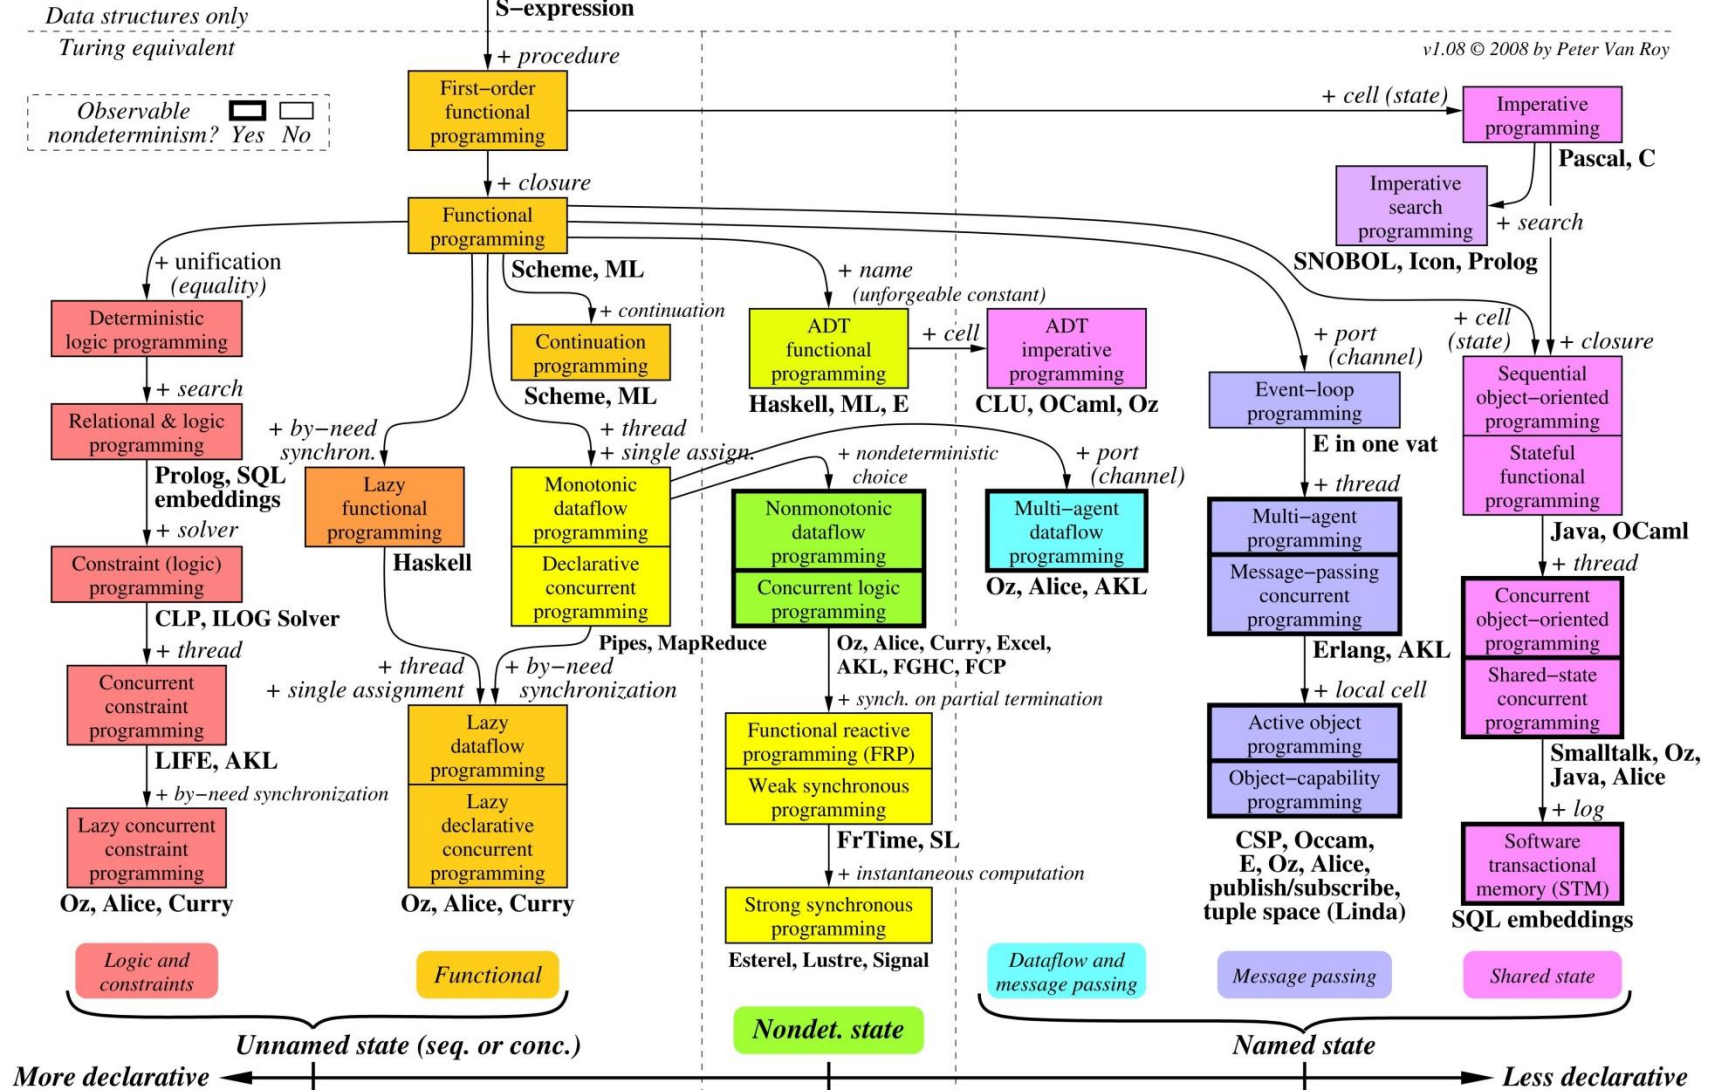 S−expression
Data structures only
Turing equivalent
v1.08 © 2008 by Peter Van Roy
+ procedure
Observable
nondeterminism? Yes No
First−order
functional
programming
+ cell (state)
Imperative
programming
Pascal, C
+ closure
Functional
programming
Scheme, ML
Imperative
search
programming
+ search
SNOBOL, Icon, Prolog
+ unification
(equality)
Deterministic
logic programming
+ continuation
Continuation
programming
Scheme, ML
+ name
(unforgeable constant)
ADT
functional
programming
Haskell, ML, E
+ cell
ADT
imperative
programming
CLU, OCaml, Oz
+ port
(channel)
Event−loop
programming
E in one vat
+ cell
(state)
+ closure
Sequential
object−oriented
programming
Stateful
functional
programming
Java, OCaml
+ search
Relational & logic
programming
Prolog, SQL
embeddings
+ by−need
synchron.
Lazy
functional
programming
Haskell
+ thread
+ single assign.
Monotonic
dataflow
programming
Declarative
concurrent
programming
Pipes, MapReduce
+ nondeterministic
choice
Nonmonotonic
dataflow
programming
Concurrent logic
programming
Oz, Alice, Curry, Excel,
AKL, FGHC, FCP
+ port
(channel)
Multi−agent
dataflow
programming
Oz, Alice, AKL
+ thread
Multi−agent
programming
Message−passing
concurrent
programming
Erlang, AKL
+ thread
Concurrent
object−oriented
programming
Shared−state
concurrent
programming
Smalltalk, Oz,
Java, Alice
+ solver
Constraint (logic)
programming
CLP, ILOG Solver
+ thread
Concurrent
constraint
programming
LIFE, AKL
+ by−need synchronization
Lazy concurrent
constraint
programming
Oz, Alice, Curry
+ thread
+ single assignment
+ by−need
synchronization
Lazy
dataflow
programming
Lazy
declarative
concurrent
programming
Oz, Alice, Curry
+ synch. on partial termination
Functional reactive
programming (FRP)
Weak synchronous
programming
FrTime, SL
+ instantaneous computation
Strong synchronous
programming
Esterel, Lustre, Signal
+ local cell
Active object
programming
Object−capability
programming
CSP, Occam,
E, Oz, Alice,
publish/subscribe,
tuple space (Linda)
+ log
Software
transactional
memory (STM)
SQL embeddings
Logic and
constraints
Functional
Dataflow and
message passing
Message passing
Shared state
Nondet. state
Unnamed state (seq. or conc.)
Named state
More declarative
Less declarative